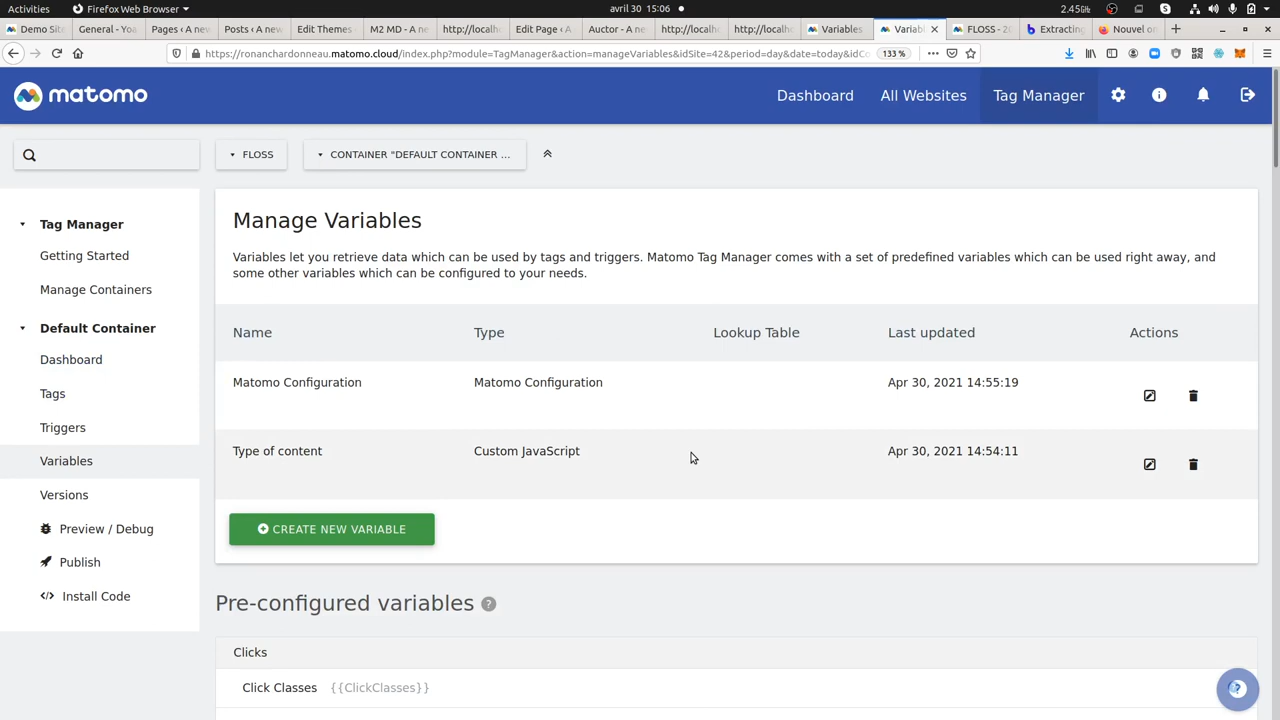 Activities
Firefox Web Browser
avril 30 15:06
2.45
Demo Sit
General - Yoa
Pages ‹ A new
Posts ‹ A new
Edit Themes
M2 MD - A ne
http://localho
Edit Page ‹ A
Auctor - A ne
http://localho
http://localho
Variables
Variabl
FLOSS - 2
Extracting
Nouvel on
https://ronanchardonneau.matomo.cloud/index.php?module=TagManager&action=manageVariables&idSite=42&period=day&date=today&idCo
133 %
matomo
Dashboard
All Websites
Tag Manager
FLOSS
CONTAINER "DEFAULT CONTAINER ...
Tag Manager
Getting Started
Manage Containers
Default Container
Dashboard
Tags
Triggers
Variables
Versions
Preview / Debug
Publish
Install Code
Manage Variables
Variables let you retrieve data which can be used by tags and triggers. Matomo Tag Manager comes with a set of predefined variables which can be used right away, and
some other variables which can be configured to your needs.
Name Type Lookup Table Last updated Actions
Matomo Configuration Matomo Configuration Apr 30, 2021 14:55:19
Type of content Custom JavaScript Apr 30, 2021 14:54:11
CREATE NEW VARIABLE
Pre-configured variables ?
Clicks
Click Classes {{ClickClasses}}
?